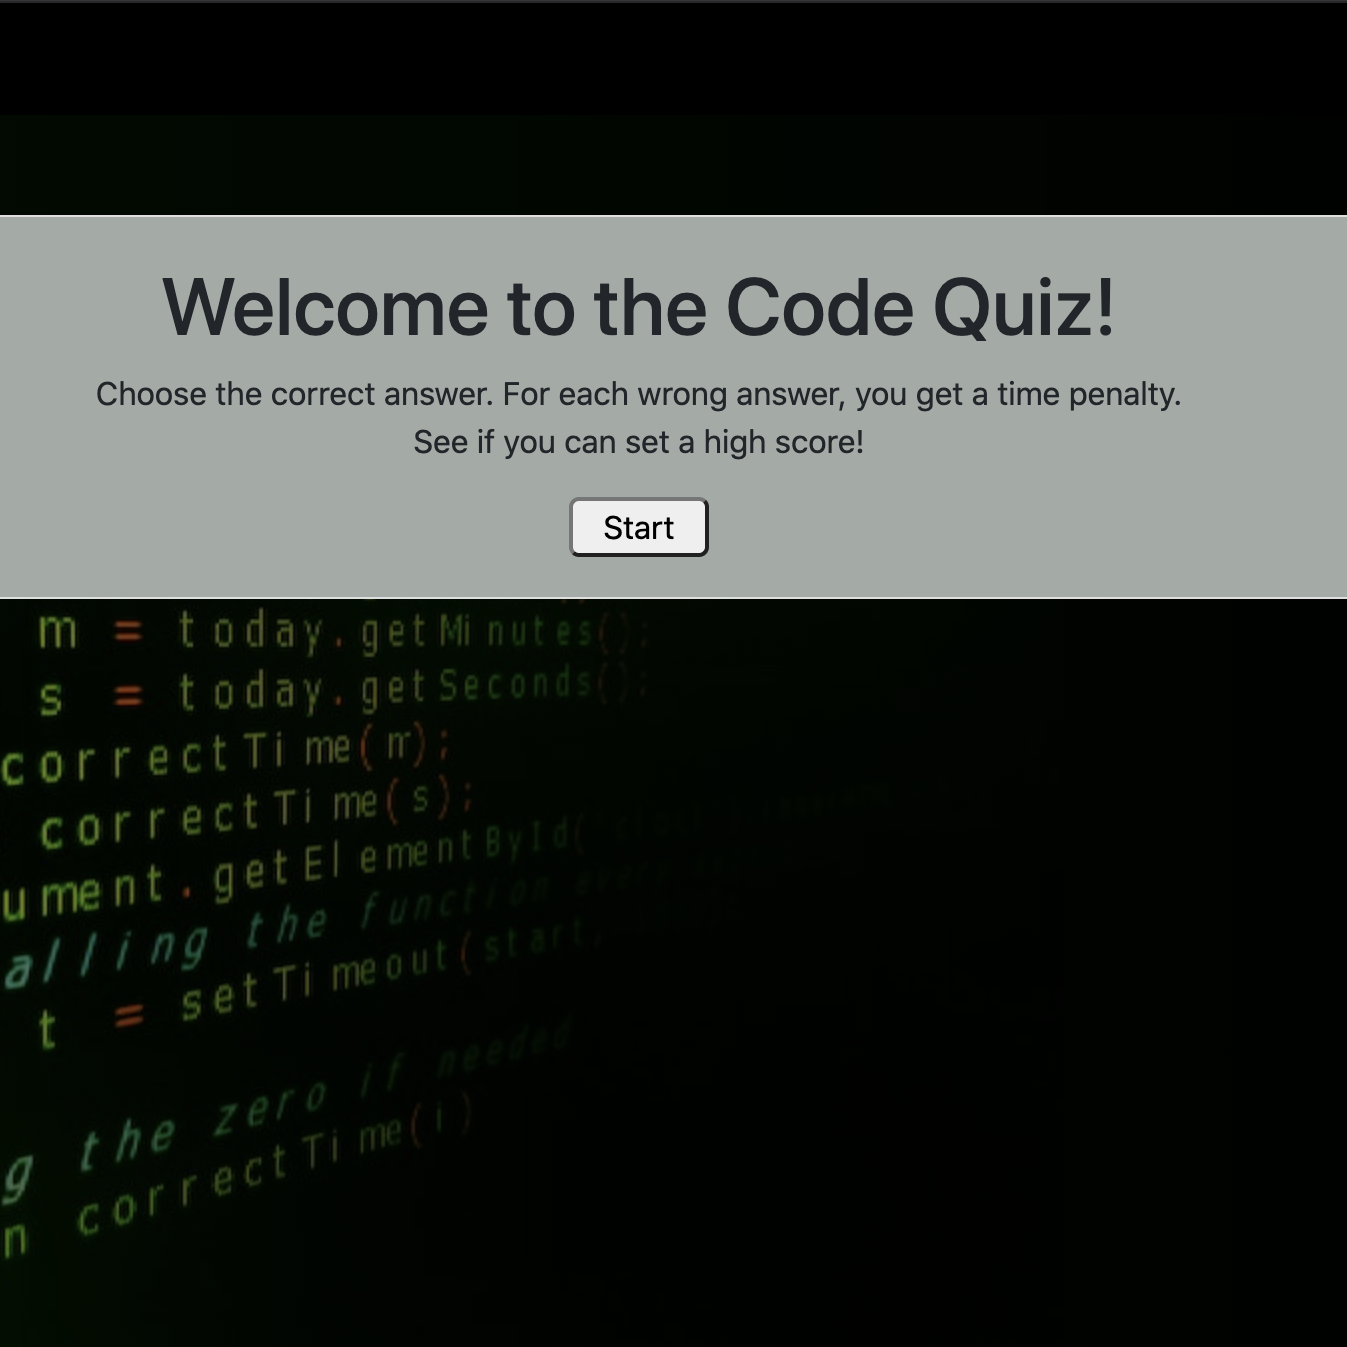 Welcome to the Code Quiz!
Choose the correct answer. For each wrong answer, you get a time penalty.
See if you can set a high score!
Start
m = today.getMinutes();
s = today.getSeconds();
correctTime(m);
correctTime(s);
ument.getElementById(
alling the function every
t = setTimeout(start,
g the zero if needed
n correctTime(i)